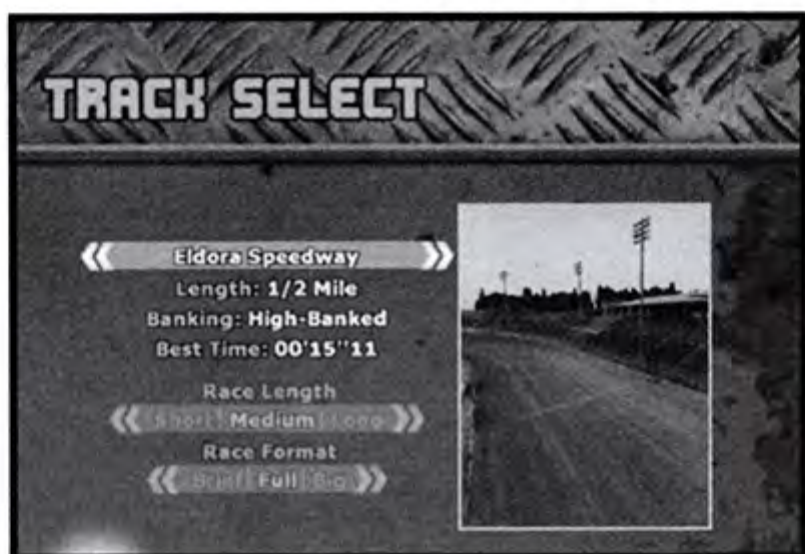 TRACK SELECT
Eldora Speedway
Length: 1/2 Mile
Banking: High-Banked
Best Time: 00'15"11
Race Length
Short Medium Long
Race Format
Brief Full Big